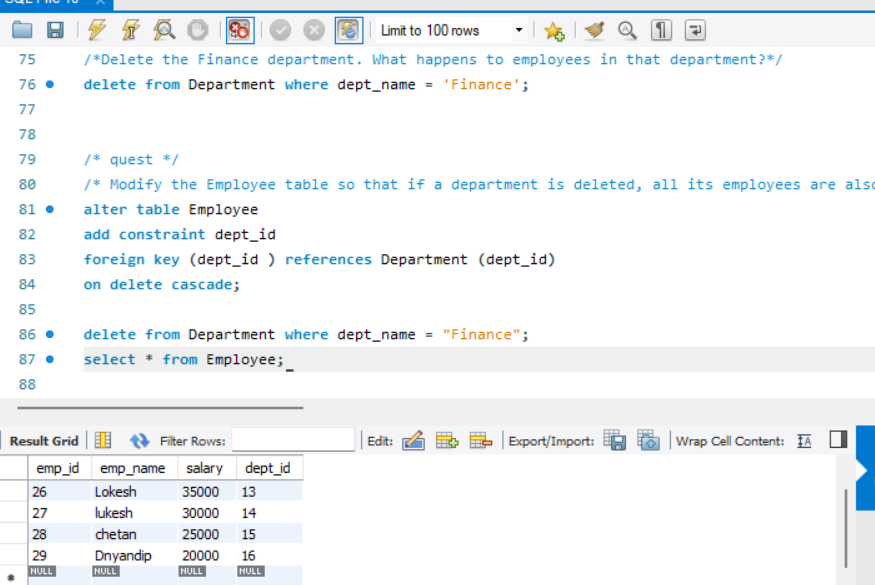 SQL File 10
Limit to 100 rows
75 /*Delete the Finance department. What happens to employees in that department?*/
76 delete from Department where dept_name = 'Finance';
77
78
79 /* quest */
80 /* Modify the Employee table so that if a department is deleted, all its employees are also
81 alter table Employee
82 add constraint dept_id
83 foreign key (dept_id ) references Department (dept_id)
84 on delete cascade;
85
86 delete from Department where dept_name = "Finance";
87 select * from Employee;
88
Result Grid Filter Rows: Edit: Export/Import: Wrap Cell Content: IA
emp_id emp_name salary dept_id
26 Lokesh 35000 13
27 lukesh 30000 14
28 chetan 25000 15
29 Dnyandip 20000 16
NULL NULL NULL NULL